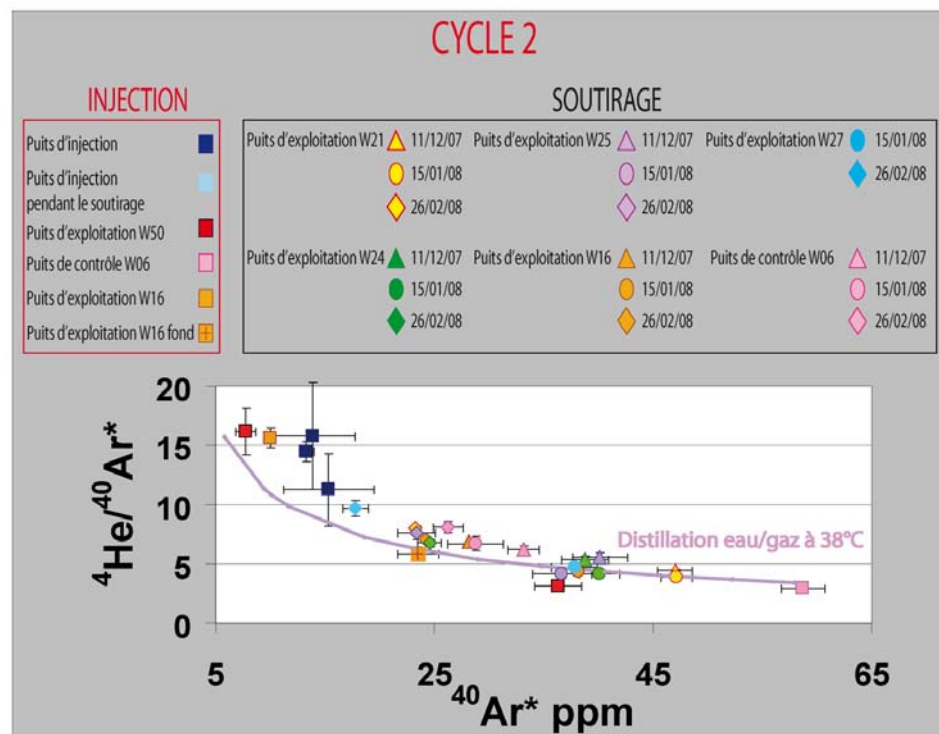 CYCLE 2
INJECTION
Puits d'injection
Puits d'injection
pendant le soutirage
Puits d'exploitation W50
Puits de contrôle W06
Puits d'exploitation W16
Puits d'exploitation W16 fond
SOUTIRAGE
Puits d'exploitation W21 11/12/07 Puits d'exploitation W25 11/12/07 Puits d'exploitation W27 15/01/08
15/01/08 15/01/08 26/02/08
26/02/08 26/02/08
Puits d'exploitation W24 11/12/07 Puits d'exploitation W16 11/12/07 Puits de contrôle W06 11/12/07
15/01/08 15/01/08 15/01/08
26/02/08 26/02/08 26/02/08
⁴He/⁴⁰Ar*
20
15
10
5
0
Distillation eau/gaz à 38°C
5 25 45 65
⁴⁰Ar* ppm